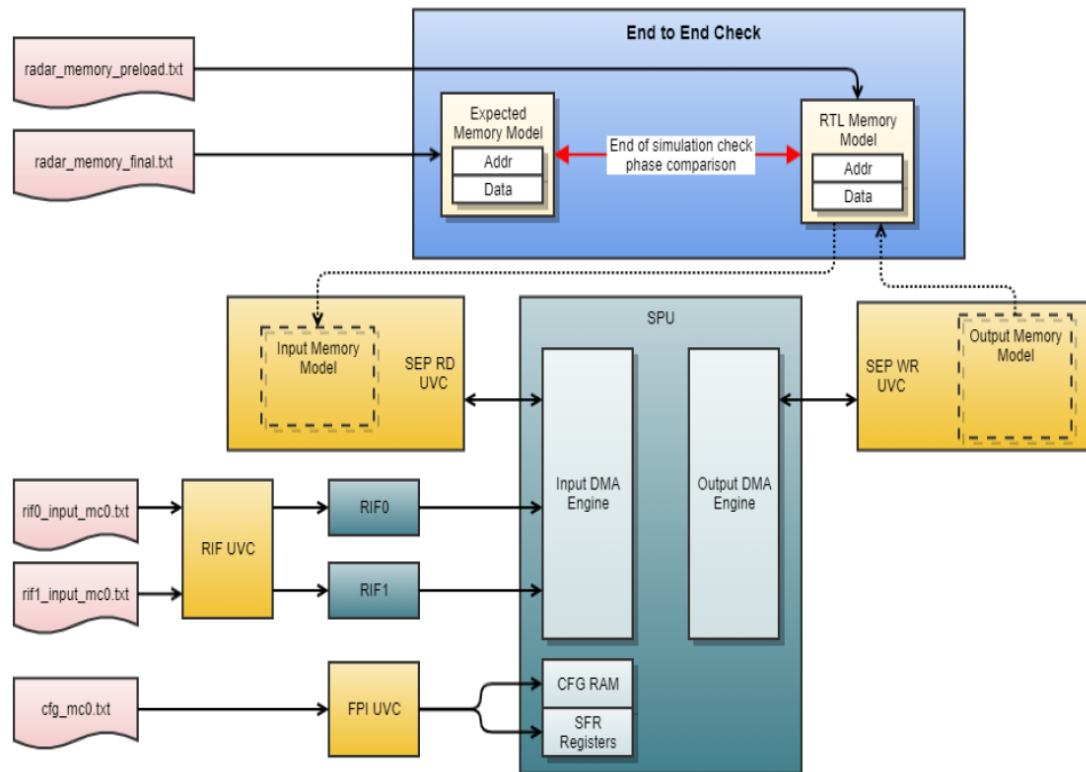 End to End Check
radar_memory_preload.txt
radar_memory_final.txt
Expected
Memory Model
Addr
Data
End of simulation check
phase comparison
RTL Memory
Model
Addr
Data
Input Memory
Model
SEP RD
UVC
SPU
Input DMA
Engine
Output DMA
Engine
SEP WR
UVC
Output Memory
Model
rif0_input_mc0.txt
rif1_input_mc0.txt
RIF UVC
RIF0
RIF1
cfg_mc0.txt
FPI UVC
CFG RAM
SFR
Registers